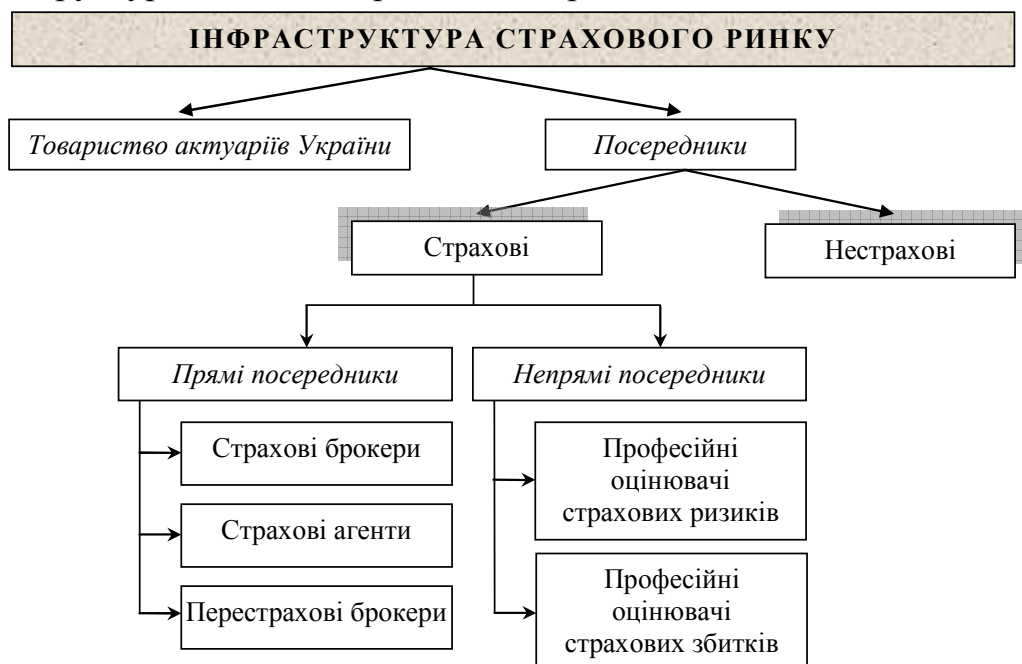 ІНФРАСТРУКТУРА СТРАХОВОГО РИНКУ
Товариство актуаріїв України
Посередники
Страхові
Нестрахові
Прямі посередники
Непрямі посередники
Страхові брокери
Страхові агенти
Перестрахові брокери
Професійні
оцінювачі
страхових ризиків
Професійні
оцінювачі
страхових збитків